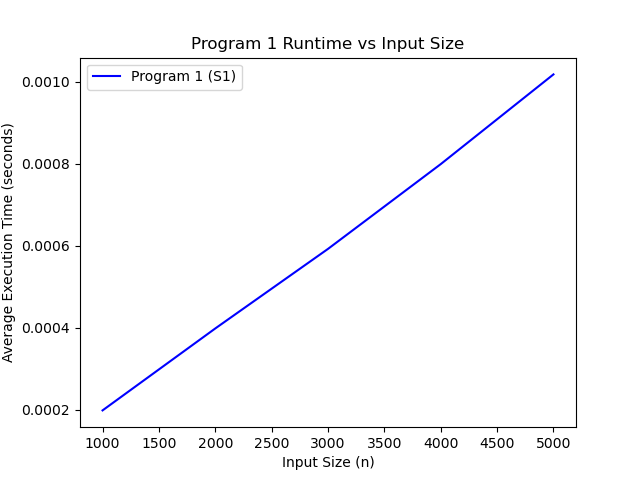 Program 1 Runtime vs Input Size
Program 1 (S1)
Average Execution Time (seconds)
0.0010
0.0008
0.0006
0.0004
0.0002
1000 1500 2000 2500 3000 3500 4000 4500 5000
Input Size (n)